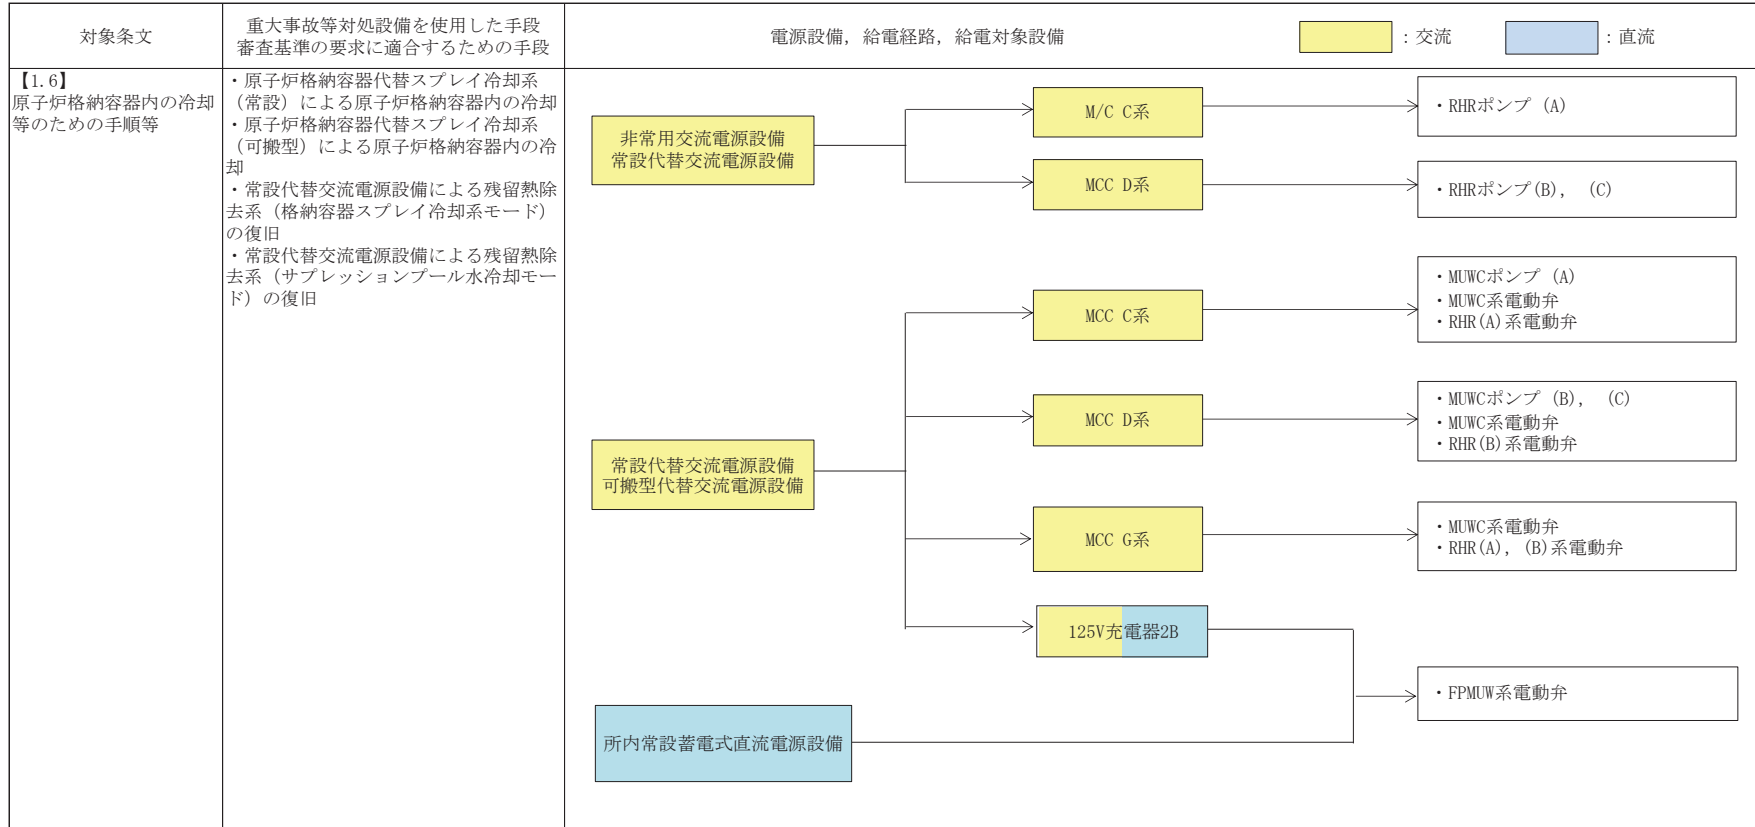 対象条文
重大事故等対処設備を使用した手段
審査基準の要求に適合するための手段
電源設備，給電経路，給電対象設備
：交流
：直流
【1.6】
原子炉格納容器内の冷却
等のための手順等
・原子炉格納容器代替スプレイ冷却系
（常設）による原子炉格納容器内の冷却
・原子炉格納容器代替スプレイ冷却系
（可搬型）による原子炉格納容器内の冷
却
・常設代替交流電源設備による残留熱除
去系（格納容器スプレイ冷却系モード）
の復旧
・常設代替交流電源設備による残留熱除
去系（サプレッションプール水冷却モー
ド）の復旧
非常用交流電源設備
常設代替交流電源設備
M/C C系
・RHRポンプ (A)
MCC D系
・RHRポンプ(B), (C)
常設代替交流電源設備
可搬型代替交流電源設備
MCC C系
・MUWCポンプ (A)
・MUWC系電動弁
・RHR(A)系電動弁
MCC D系
・MUWCポンプ (B), (C)
・MUWC系電動弁
・RHR(B)系電動弁
MCC G系
・MUWC系電動弁
・RHR(A), (B)系電動弁
125V充電器2B
・FPMUW系電動弁
所内常設蓄電式直流電源設備